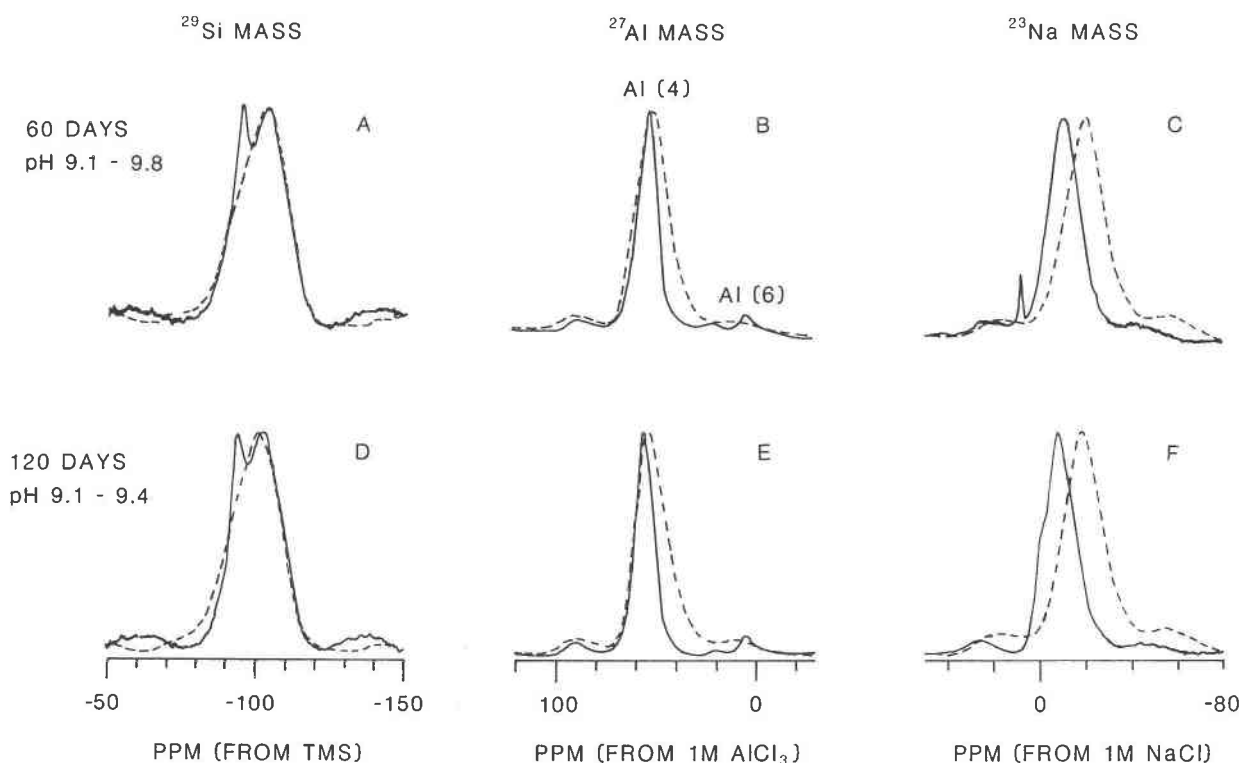 ²⁹Si MASS
²⁷Al MASS
²³Na MASS
60 DAYS
pH 9.1 - 9.8
A
Al (4)
Al (6)
B
C
120 DAYS
pH 9.1 - 9.4
D
E
F
-50 -100 -150
100 0
0 -80
PPM (FROM TMS)
PPM (FROM 1M AlCl₃)
PPM (FROM 1M NaCl)